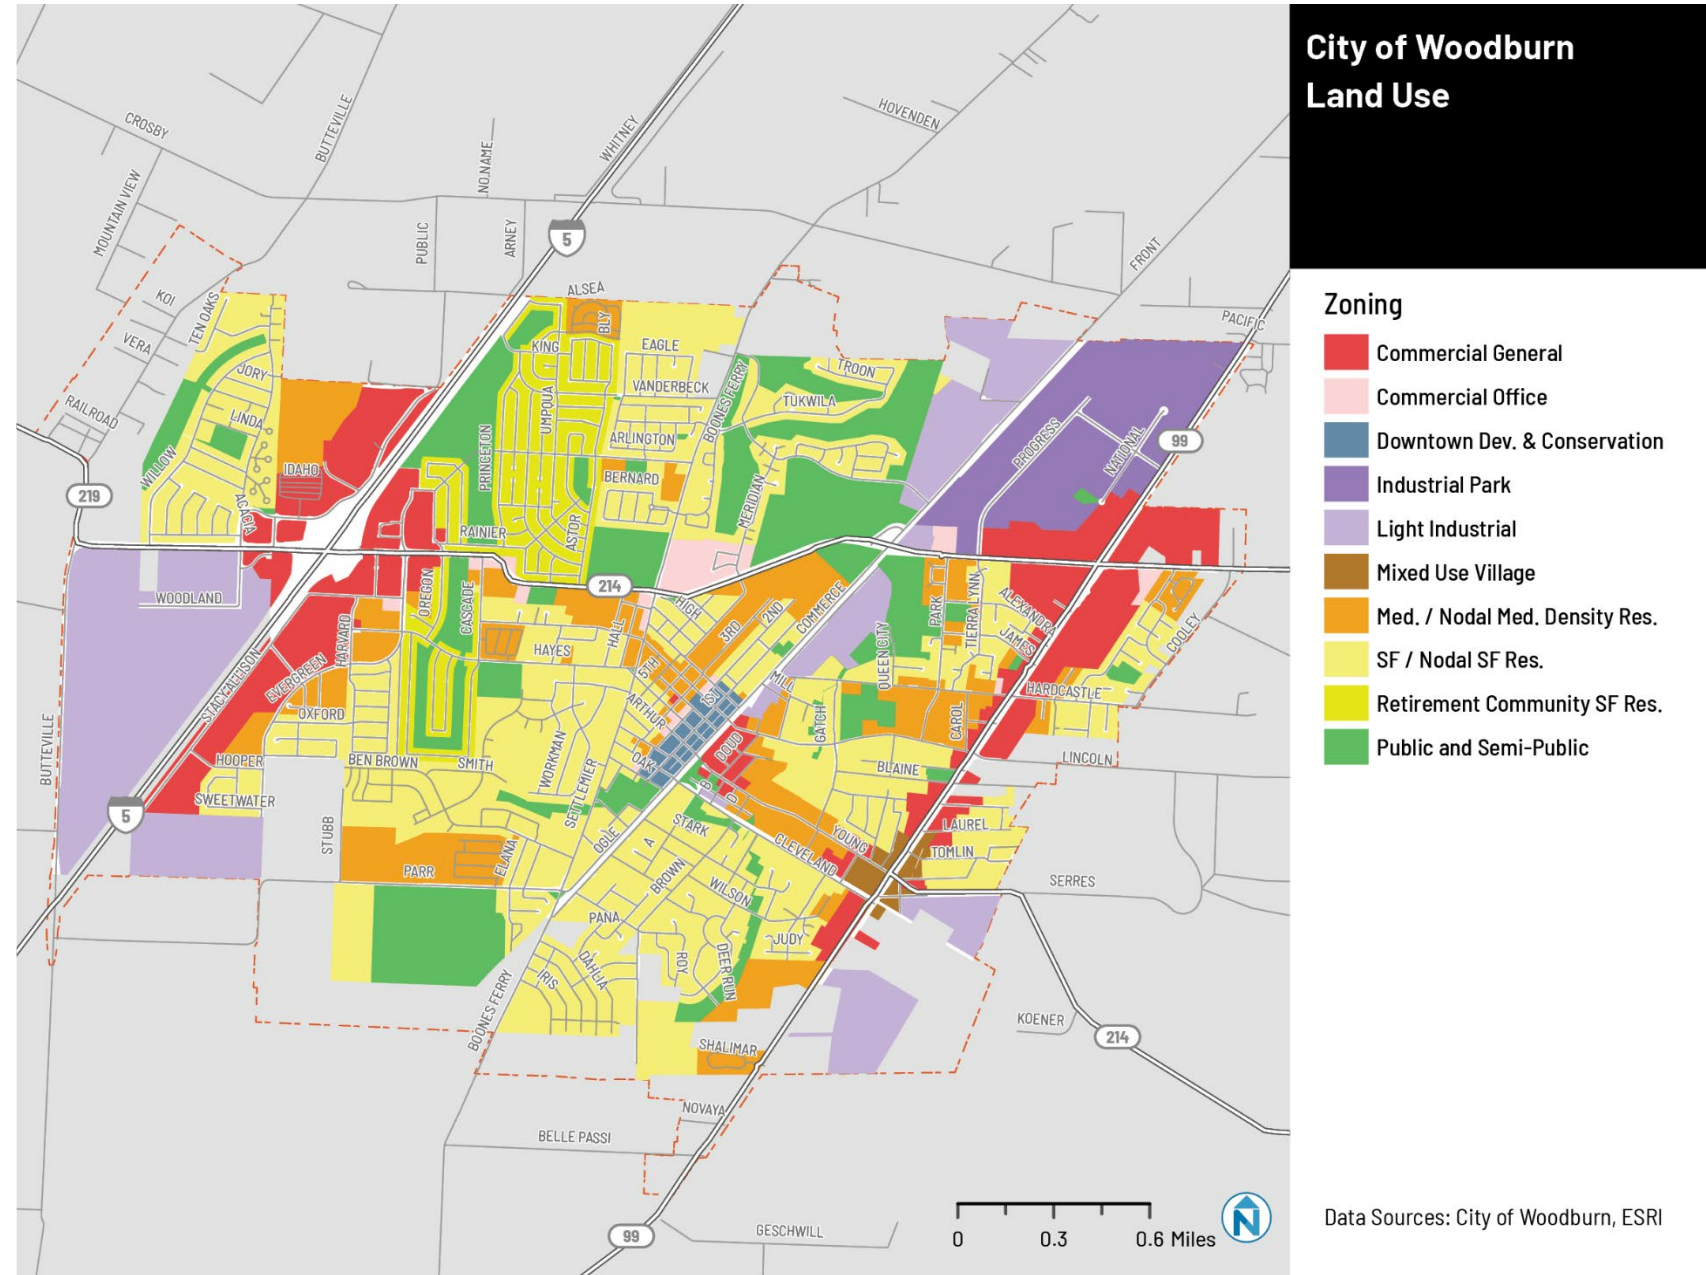 City of Woodburn
Land Use
Zoning
Commercial General
Commercial Office
Downtown Dev. & Conservation
Industrial Park
Light Industrial
Mixed Use Village
Med. / Nodal Med. Density Res.
SF / Nodal SF Res.
Retirement Community SF Res.
Public and Semi-Public
Data Sources: City of Woodburn, ESRI
CROSBY
BUTTEVILLE
MOUNTAIN VIEW
NO NAME
WHITNEY
HOVENDEN
PUBLIC
ARNEY
5
FRONT
PACIFIC
KOI
TEN OAKS
VERA
ALSEA
BLY
KING
EAGLE
JORY
VANDERBECK
TROON
TUKWILA
BOONES FERRY
RAILROAD
LINDA
UMPQUA
ARLINGTON
PRINCETON
PROGRESS
NATIONAL
99
WILLOW
IDAHO
BERNARD
219
ACACIA
MERIDIAN
RAINIER
ASTOR
214
WOODLAND
OREGON
CASCADE
HIGH
2ND
3RD
COMMERCE
PARK
TIERRA LYNN
ALEXANDRA
JAMES
COOLEY
HARVARD
HALL
HAYES
5TH
QUEEN CITY
STACY ALLISON
EVERGREEN
MILL
1ST
HARDCASTLE
OXFORD
ARTHUR
GATCH
CAROL
BUTTEVILLE
WORKMAN
DOUD
HOOPER
BEN BROWN
SMITH
OAK
BLAINE
LINCOLN
SWEETWATER
SETTLEMIER
B
D
5
STUBB
OGLE
STARK
YOUNG
LAUREL
A
CLEVELAND
TOMLIN
ELANA
PARR
BROWN
WILSON
SERRES
PANA
JUDY
ROY
DEER RUN
DAHLIA
IRIS
BOONES FERRY
KOENER
214
SHALIMAR
NOVAYA
BELLE PASSI
99
GESCHWILL
0 0.3 0.6 Miles
N